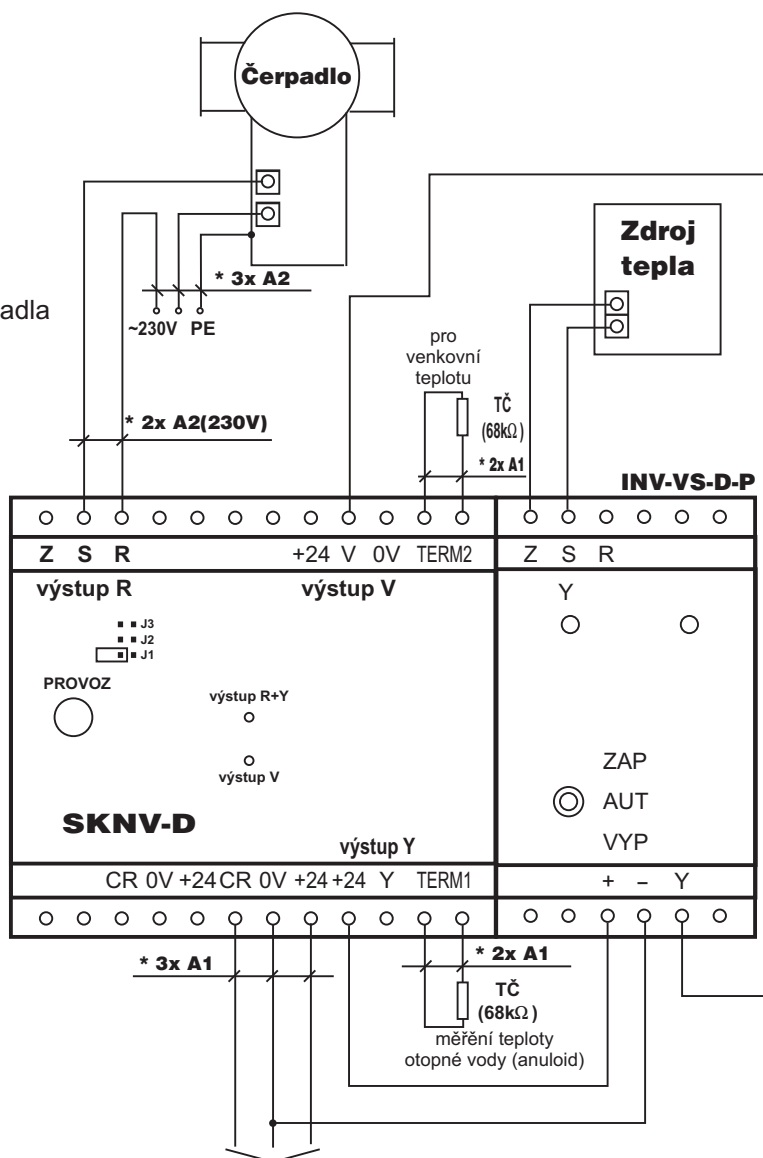 Čerpadlo
Zdroj
tepla
* 3x A2
adla
~230V PE
pro
venkovní
teplotu
TČ
(68kΩ)
* 2x A2(230V)
* 2x A1
INV-VS-D-P
Z S R +24 V 0V TERM2
Z S R
výstup R výstup V
Y
J3
J2
J1
PROVOZ
výstup R+Y
výstup V
ZAP
AUT
VYP
SKNV-D
výstup Y
CR 0V +24 CR 0V +24 +24 Y TERM1
+ – Y
* 3x A1
* 2x A1
TČ
(68kΩ)
měřění teploty
otopné vody (anuloid)